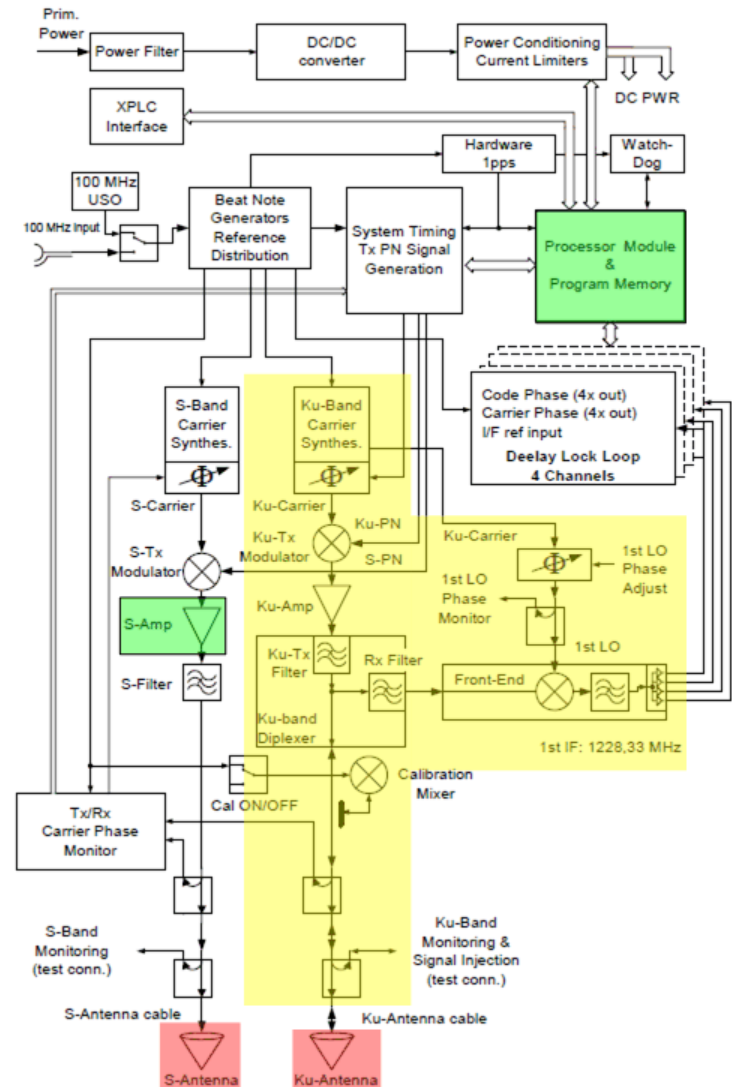 Prim.
Power
Power Filter
DC/DC
converter
Power Conditioning
Current Limiters
DC PWR
XPLC
Interface
Hardware
1pps
Watch-
Dog
100 MHz
USO
100 MHz Input
Beat Note
Generators
Reference
Distribution
System Timing
Tx PN Signal
Generation
Processor Module
&
Program Memory
S-Band
Carrier
Synthes.
Φ
S-Carrier
Ku-Band
Carrier
Synthes.
Φ
Ku-Carrier
Code Phase (4x out)
Carrier Phase (4x out)
I/F ref input
Deelay Lock Loop
4 Channels
S-Tx
Modulator
Ku-Tx
Modulator
Ku-PN
S-PN
Ku-Carrier
Φ
1st LO
Phase
Adjust
1st LO
Phase
Monitor
1st LO
S-Amp
Ku-Amp
S-Filter
Ku-Tx
Filter
Rx Filter
Ku-band
Diplexer
Front-End
1st IF: 1228,33 MHz
Cal ON/OFF
Calibration
Mixer
Tx/Rx
Carrier Phase
Monitor
S-Band
Monitoring
(test conn.)
Ku-Band
Monitoring &
Signal Injection
(test conn.)
S-Antenna cable
Ku-Antenna cable
S-Antenna
Ku-Antenna